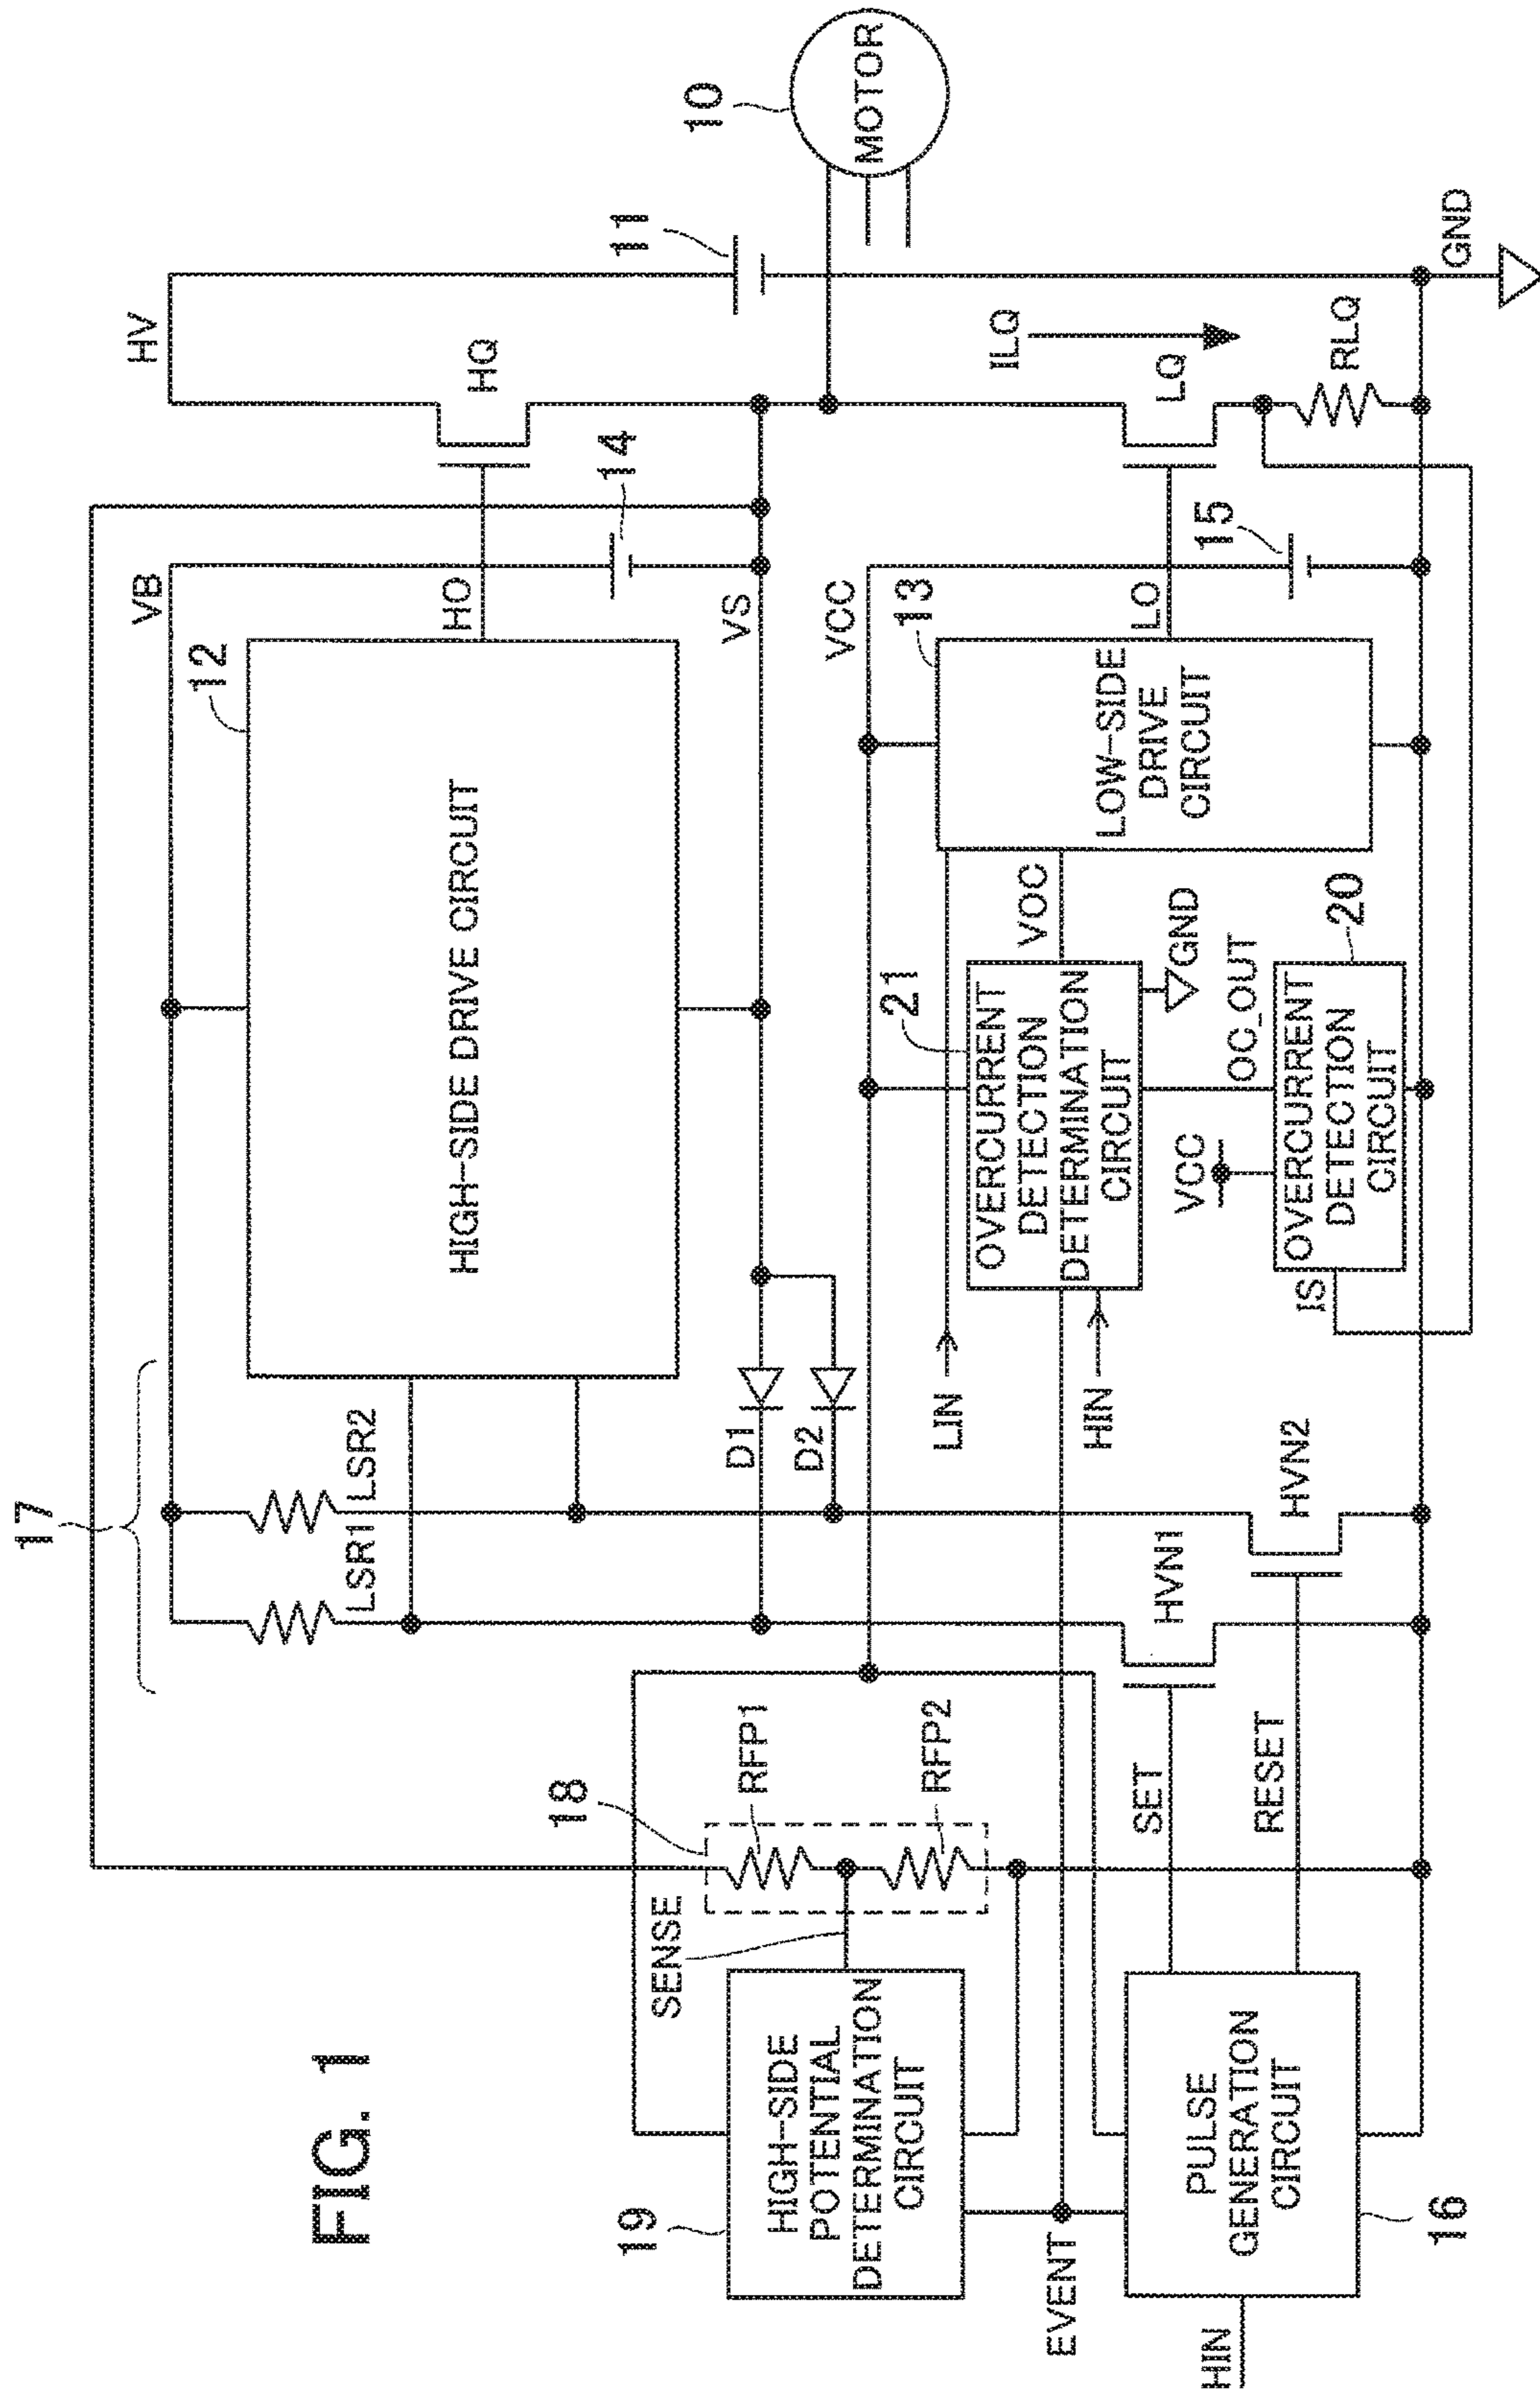 FIG. 1
17
HV
VB
12
HIGH-SIDE DRIVE CIRCUIT
HO
HQ
14
11
10
MOTOR
VS
LSR1
LSR2
D1
D2
18
RFP1
RFP2
SENSE
19
HIGH-SIDE
POTENTIAL
DETERMINATION
CIRCUIT
EVENT
HIN
PULSE
GENERATION
CIRCUIT
16
SET
RESET
HVN1
HVN2
LIN
HIN
21
OVERCURRENT
DETECTION
DETERMINATION
CIRCUIT
VOC
GND
OC_OUT
VCC
IS
OVERCURRENT
DETECTION
CIRCUIT
20
VCC
13
LOW-SIDE
DRIVE
CIRCUIT
LO
15
LQ
ILQ
RLQ
GND